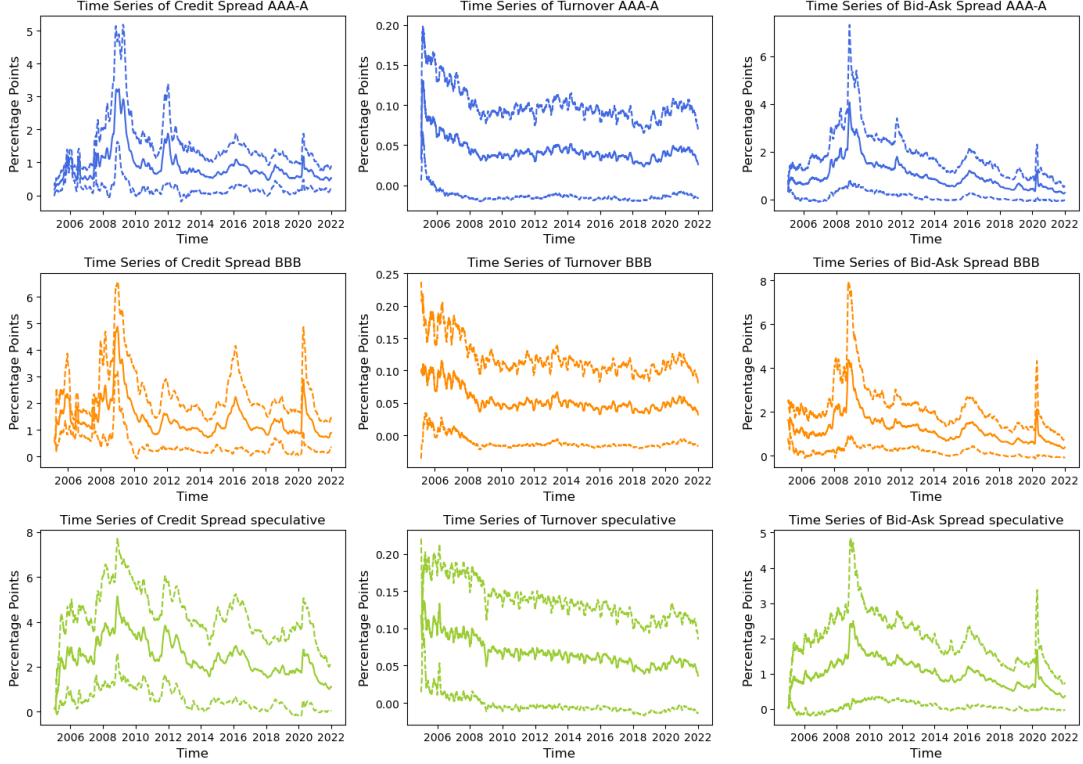 Time Series of Credit Spread AAA-A
Time Series of Turnover AAA-A
Time Series of Bid-Ask Spread AAA-A
Percentage Points
5
4
3
2
1
0
2006 2008 2010 2012 2014 2016 2018 2020 2022
Time
Percentage Points
0.20
0.15
0.10
0.05
0.00
2006 2008 2010 2012 2014 2016 2018 2020 2022
Time
Percentage Points
6
4
2
0
2006 2008 2010 2012 2014 2016 2018 2020 2022
Time
Time Series of Credit Spread BBB
Time Series of Turnover BBB
Time Series of Bid-Ask Spread BBB
Percentage Points
6
5
4
3
2
1
0
2006 2008 2010 2012 2014 2016 2018 2020 2022
Time
Percentage Points
0.25
0.20
0.15
0.10
0.05
0.00
2006 2008 2010 2012 2014 2016 2018 2020 2022
Time
Percentage Points
8
6
4
2
0
2006 2008 2010 2012 2014 2016 2018 2020 2022
Time
Time Series of Credit Spread speculative
Time Series of Turnover speculative
Time Series of Bid-Ask Spread speculative
Percentage Points
8
6
4
2
0
2006 2008 2010 2012 2014 2016 2018 2020 2022
Time
Percentage Points
0.20
0.15
0.10
0.05
0.00
2006 2008 2010 2012 2014 2016 2018 2020 2022
Time
Percentage Points
5
4
3
2
1
0
2006 2008 2010 2012 2014 2016 2018 2020 2022
Time